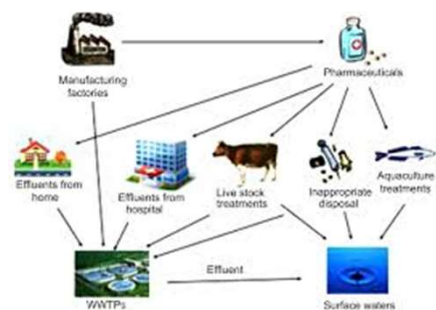 Manufacturing
factories
Pharmaceuticals
Effluents from
home
Effluents from
hospital
Live stock
treatments
Inappropriate
disposal
Aquaculture
treatments
Effluent
WWTPs
Surface waters